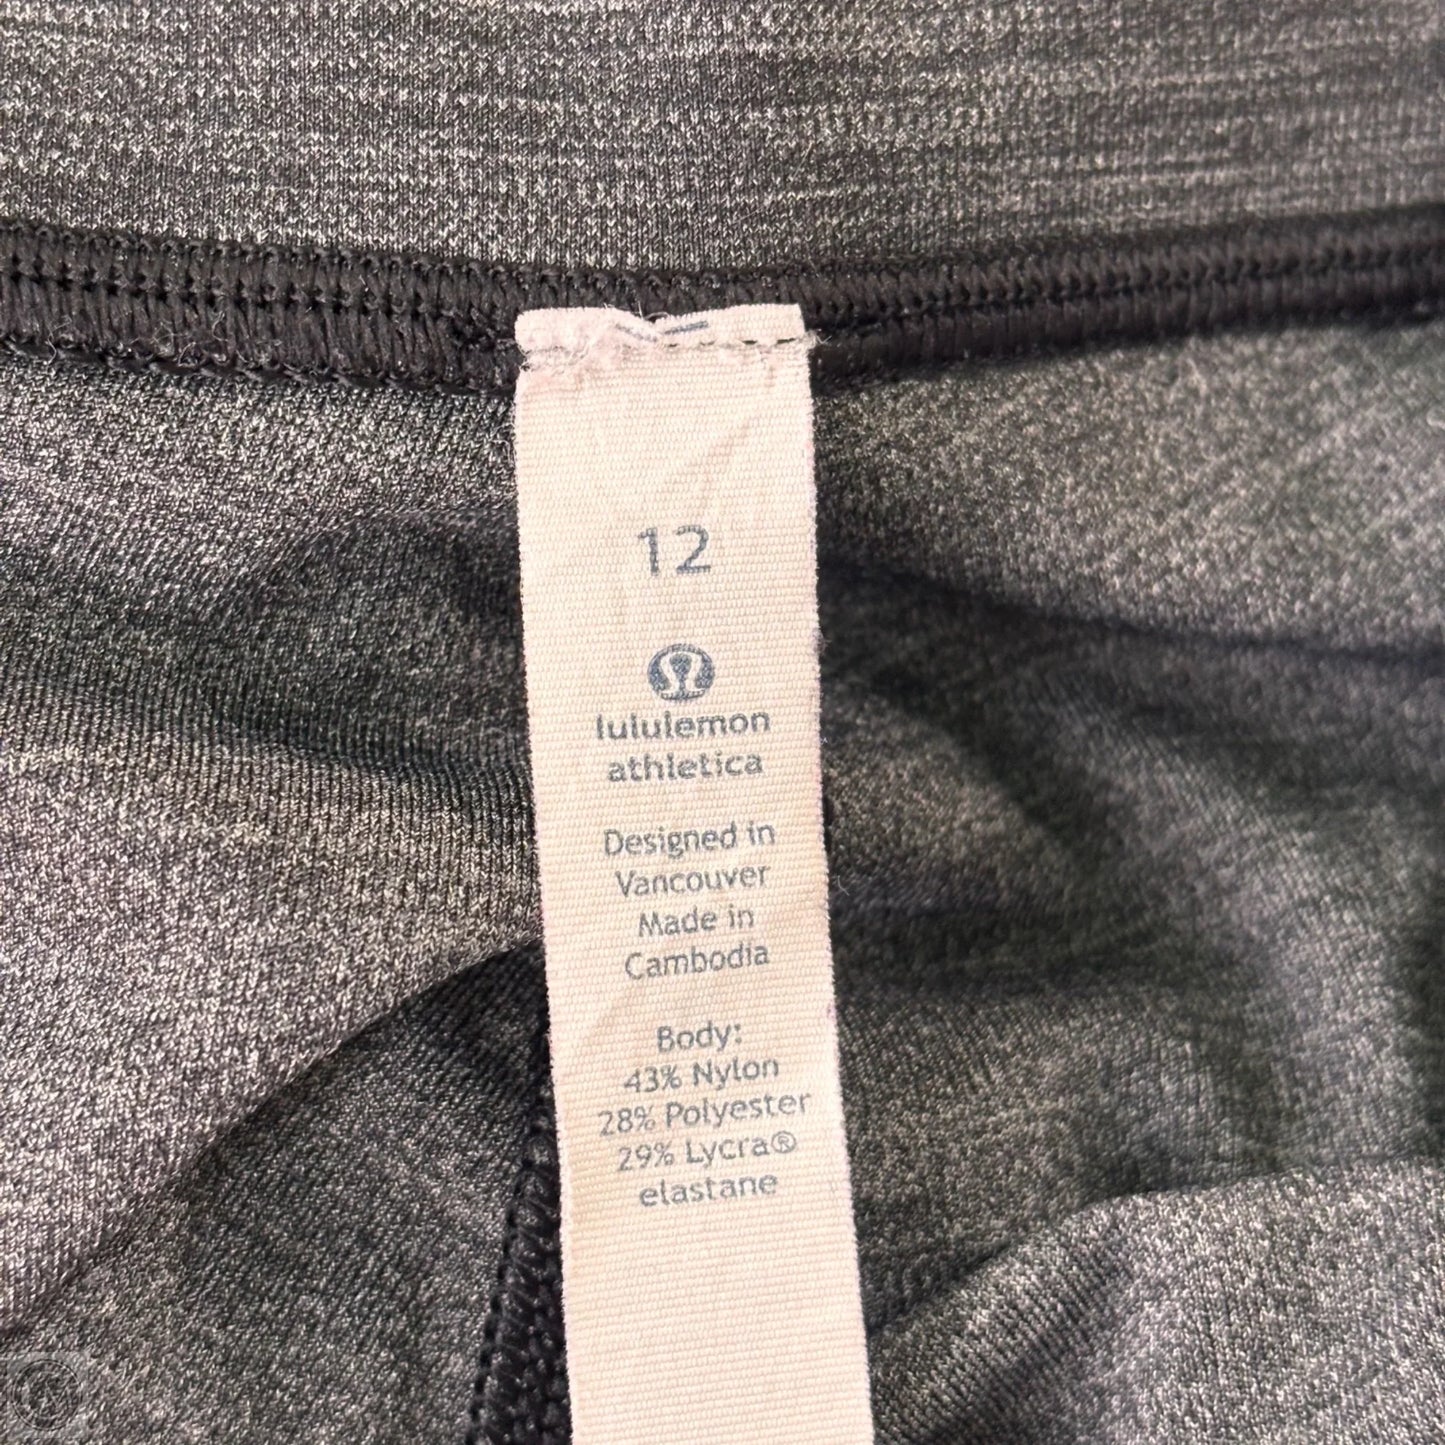 12
lululemon
athletica
Designed in
Vancouver
Made in
Cambodia
Body:
43% Nylon
28% Polyester
29% Lycra®
elastane